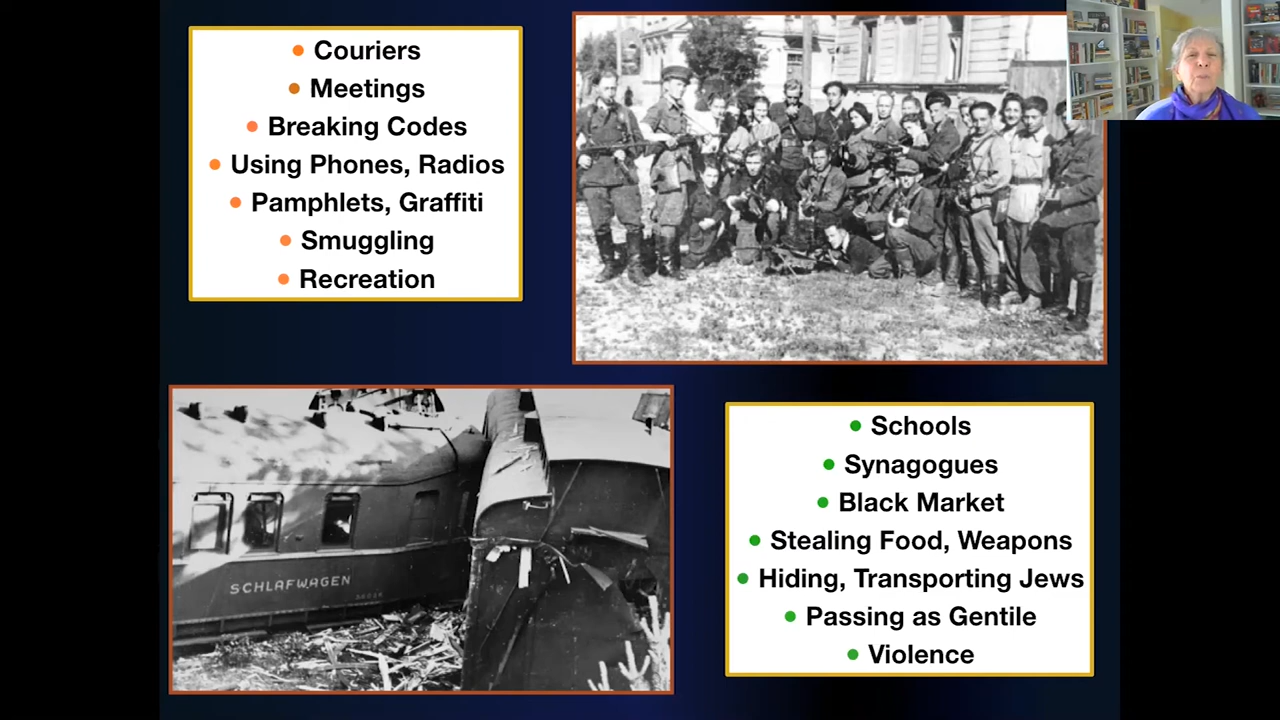 Couriers
Meetings
Breaking Codes
Using Phones, Radios
Pamphlets, Graffiti
Smuggling
Recreation
SCHLAFWAGEN
Schools
Synagogues
Black Market
Stealing Food, Weapons
Hiding, Transporting Jews
Passing as Gentile
Violence